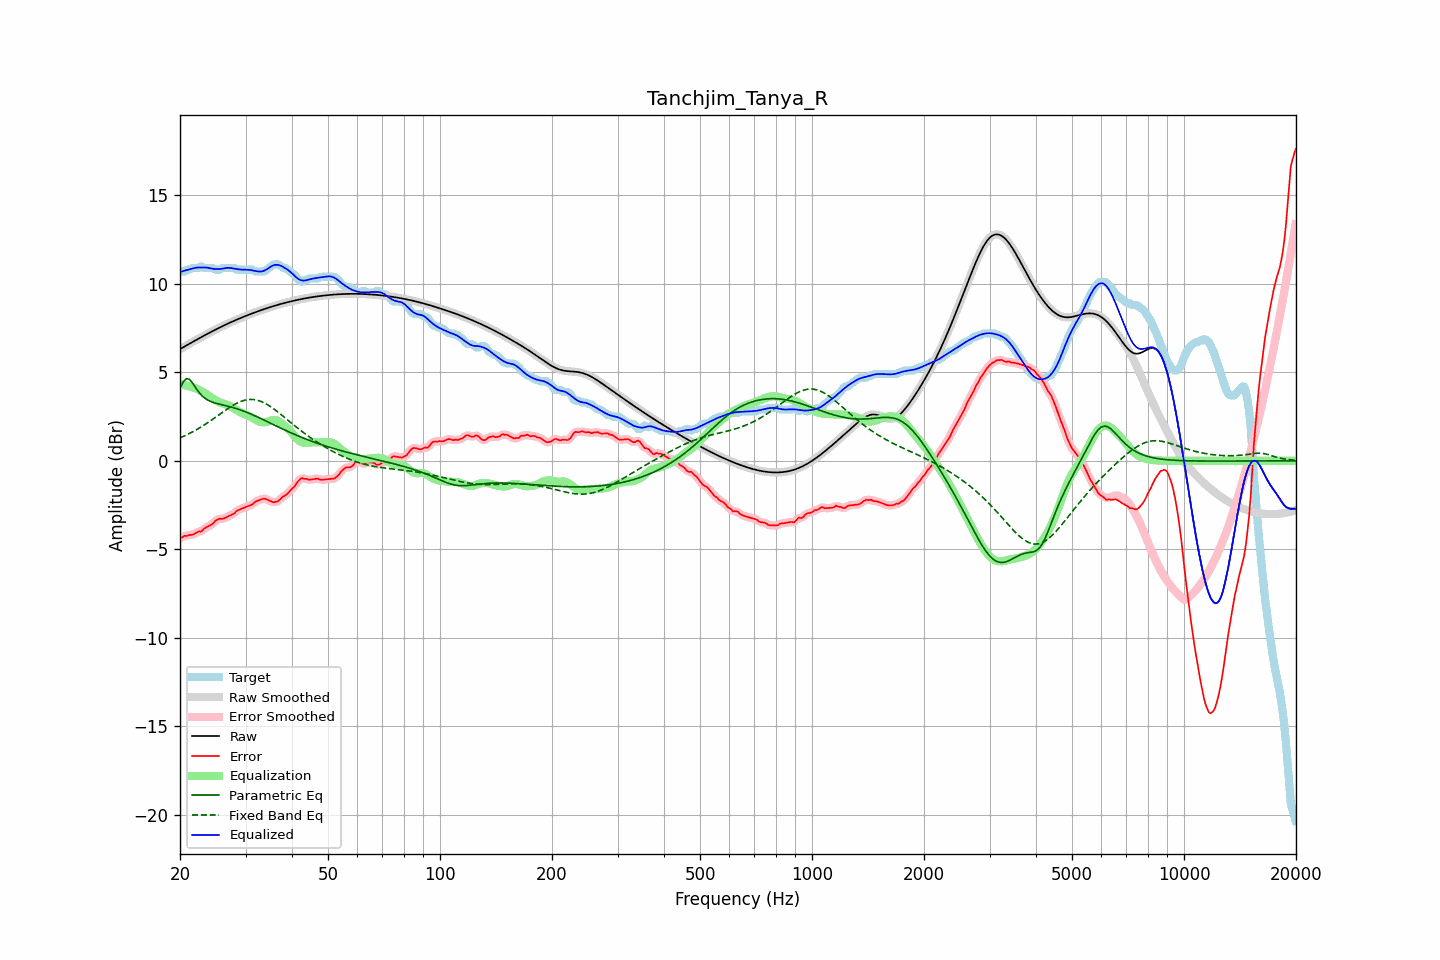 Tanchjim_Tanya_R
Amplitude (dBr)
15
10
5
0
−5
−10
−15
−20
Target
Raw Smoothed
Error Smoothed
Raw
Error
Equalization
Parametric Eq
Fixed Band Eq
Equalized
20 50 100 200 500 1000 2000 5000 10000 20000
Frequency (Hz)